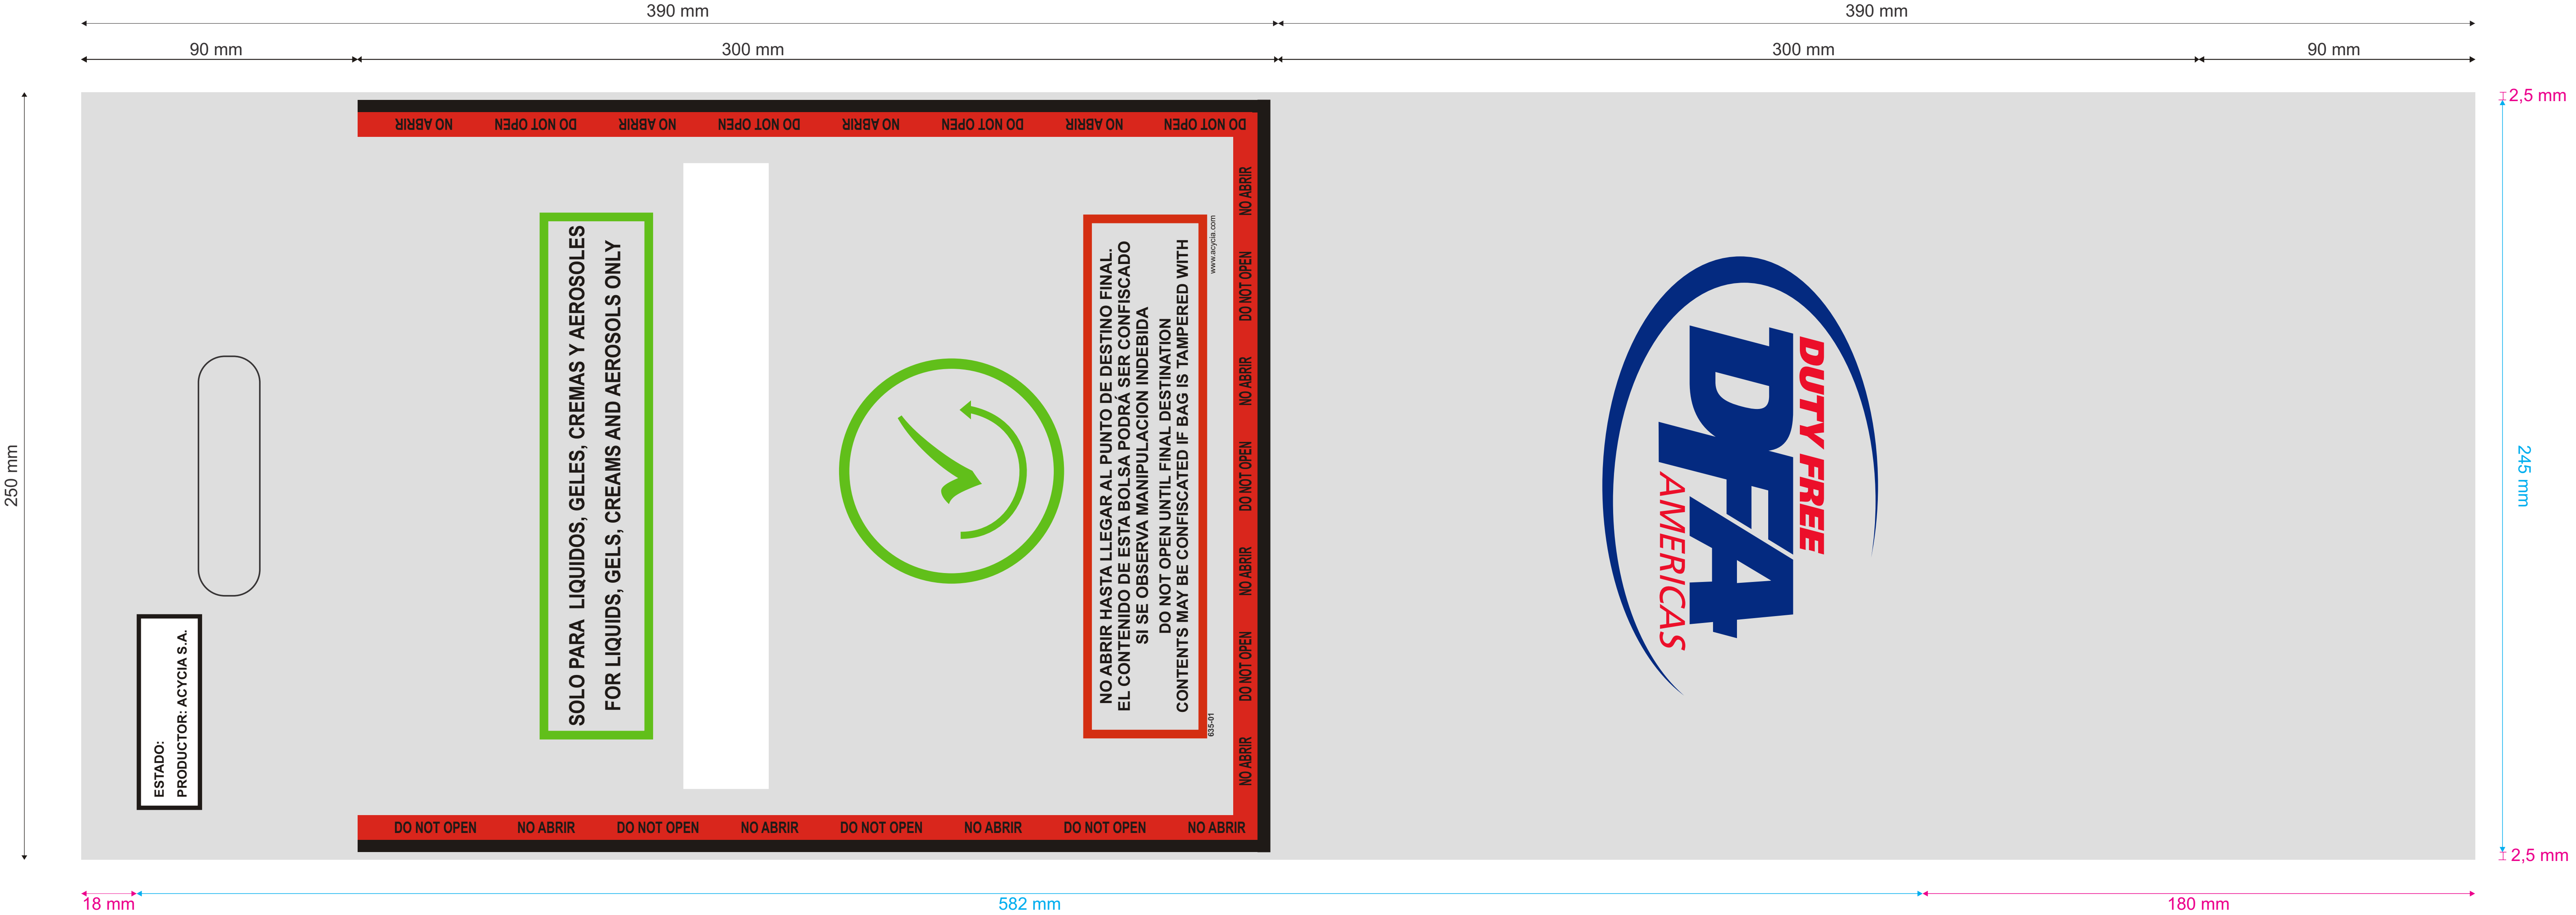 390 mm
390 mm
90 mm
300 mm
300 mm
90 mm
250 mm
2,5 mm
245 mm
2,5 mm
NO ABRIR DO NOT OPEN NO ABRIR DO NOT OPEN NO ABRIR DO NOT OPEN NO ABRIR DO NOT OPEN
NO ABRIR
DO NOT OPEN
NO ABRIR
DO NOT OPEN
NO ABRIR
DO NOT OPEN
NO ABRIR
ESTADO:
PRODUCTOR: ACYCIA S.A.
SOLO PARA LIQUIDOS, GELES, CREMAS Y AEROSOLES
FOR LIQUIDS, GELS, CREAMS AND AEROSOLS ONLY
NO ABRIR HASTA LLEGAR AL PUNTO DE DESTINO FINAL.
EL CONTENIDO DE ESTA BOLSA PODRÁ SER CONFISCADO
SI SE OBSERVA MANIPULACION INDEBIDA
DO NOT OPEN UNTIL FINAL DESTINATION
CONTENTS MAY BE CONFISCATED IF BAG IS TAMPERED WITH
635-01
www.acycia.com
DO NOT OPEN NO ABRIR DO NOT OPEN NO ABRIR DO NOT OPEN NO ABRIR DO NOT OPEN NO ABRIR
DUTY FREE
DFA
AMERICAS
18 mm
582 mm
180 mm